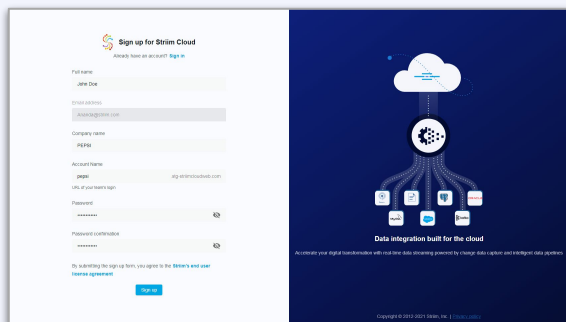 Sign up for Striim Cloud
Already have an account? Sign in
Full name
John Doe
Email address
Company name
PEPSI
Account Name
pepsi
stg-striimcloudweb.com
URL of your team's login
Password
Password confirmation
By submitting the sign up form, you agree to the Striim's end user
license agreement
Sign up
Data integration built for the cloud
Accelerate your digital transformation with real-time data streaming powered by change data capture and intelligent data pipelines
Copyright © 2012-2021 Striim, Inc. | Privacy policy